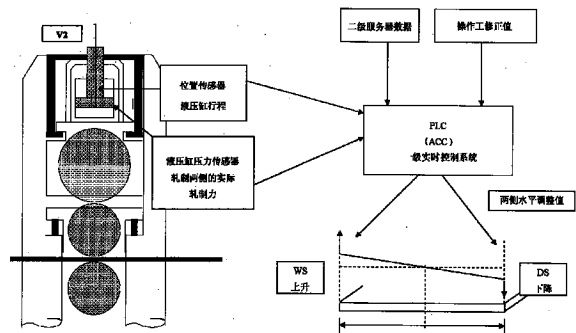 V2
二级服务器数据
操作工修正值
位置传感器
液压缸行程
PLC
(ACC)
一级实时控制系统
液压缸压力传感器
轧制两侧的实际
轧制力
两侧水平调整值
WS
上升
DS
下降